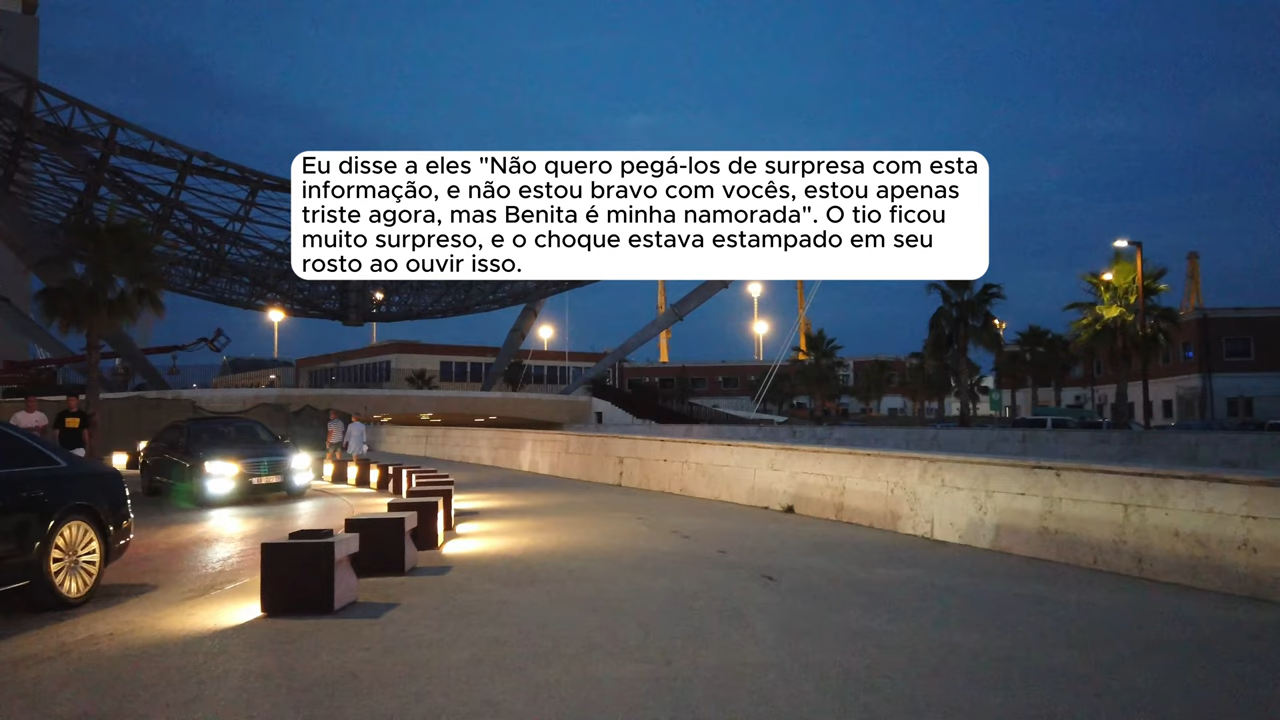 Eu disse a eles "Não quero pegá-los de surpresa com esta
informação, e não estou bravo com vocês, estou apenas
triste agora, mas Benita é minha namorada". O tio ficou
muito surpreso, e o choque estava estampado em seu
rosto ao ouvir isso.